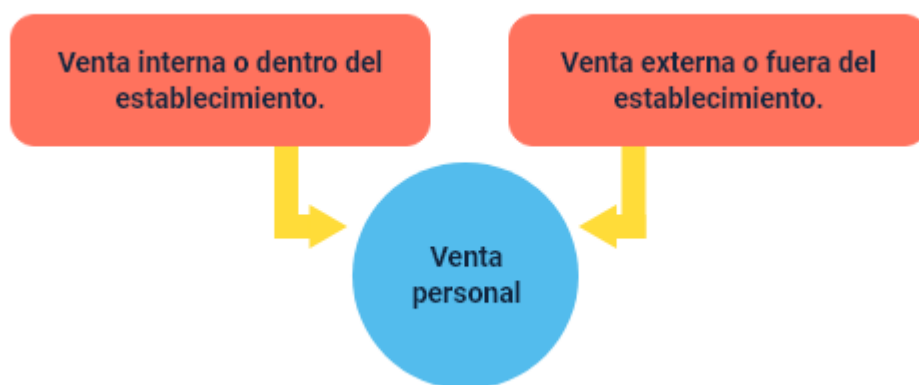 Venta interna o dentro del
establecimiento.
Venta externa o fuera del
establecimiento.
Venta
personal